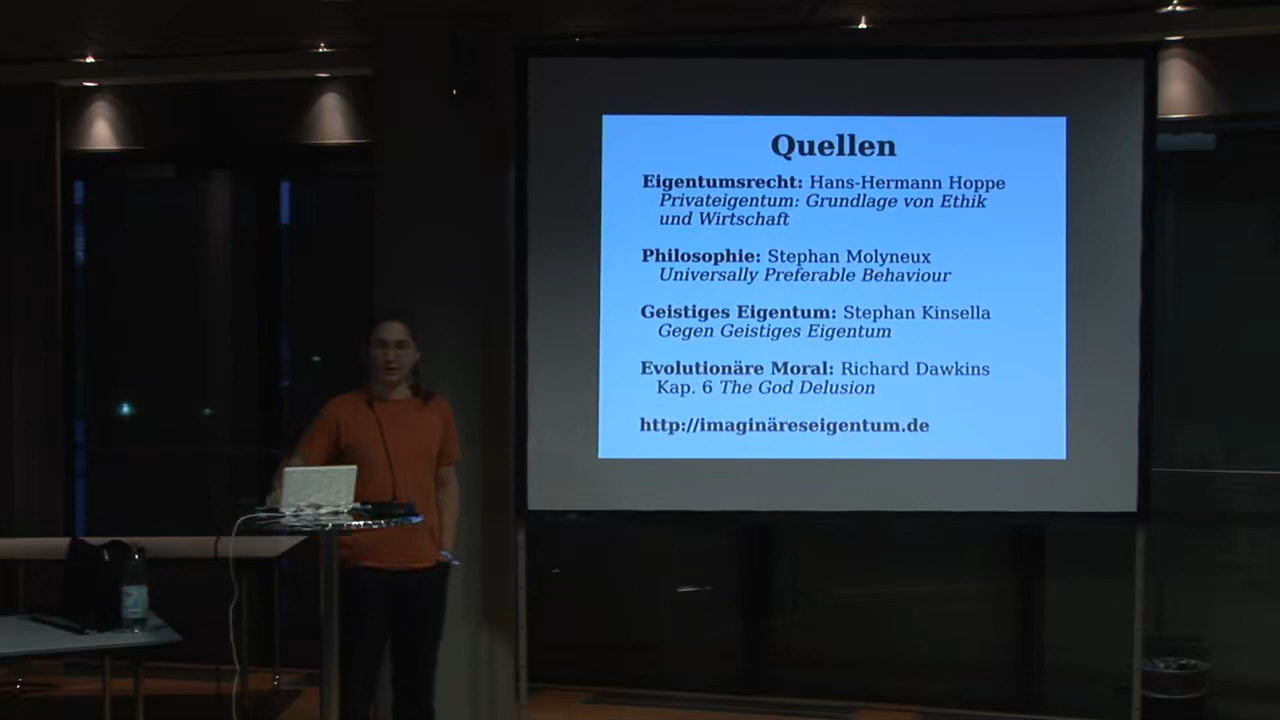 Quellen
Eigentumsrecht: Hans-Hermann Hoppe
Privateigentum: Grundlage von Ethik
und Wirtschaft
Philosophie: Stephan Molyneux
Universally Preferable Behaviour
Geistiges Eigentum: Stephan Kinsella
Gegen Geistiges Eigentum
Evolutionäre Moral: Richard Dawkins
Kap. 6 The God Delusion
http://imaginäreseigentum.de